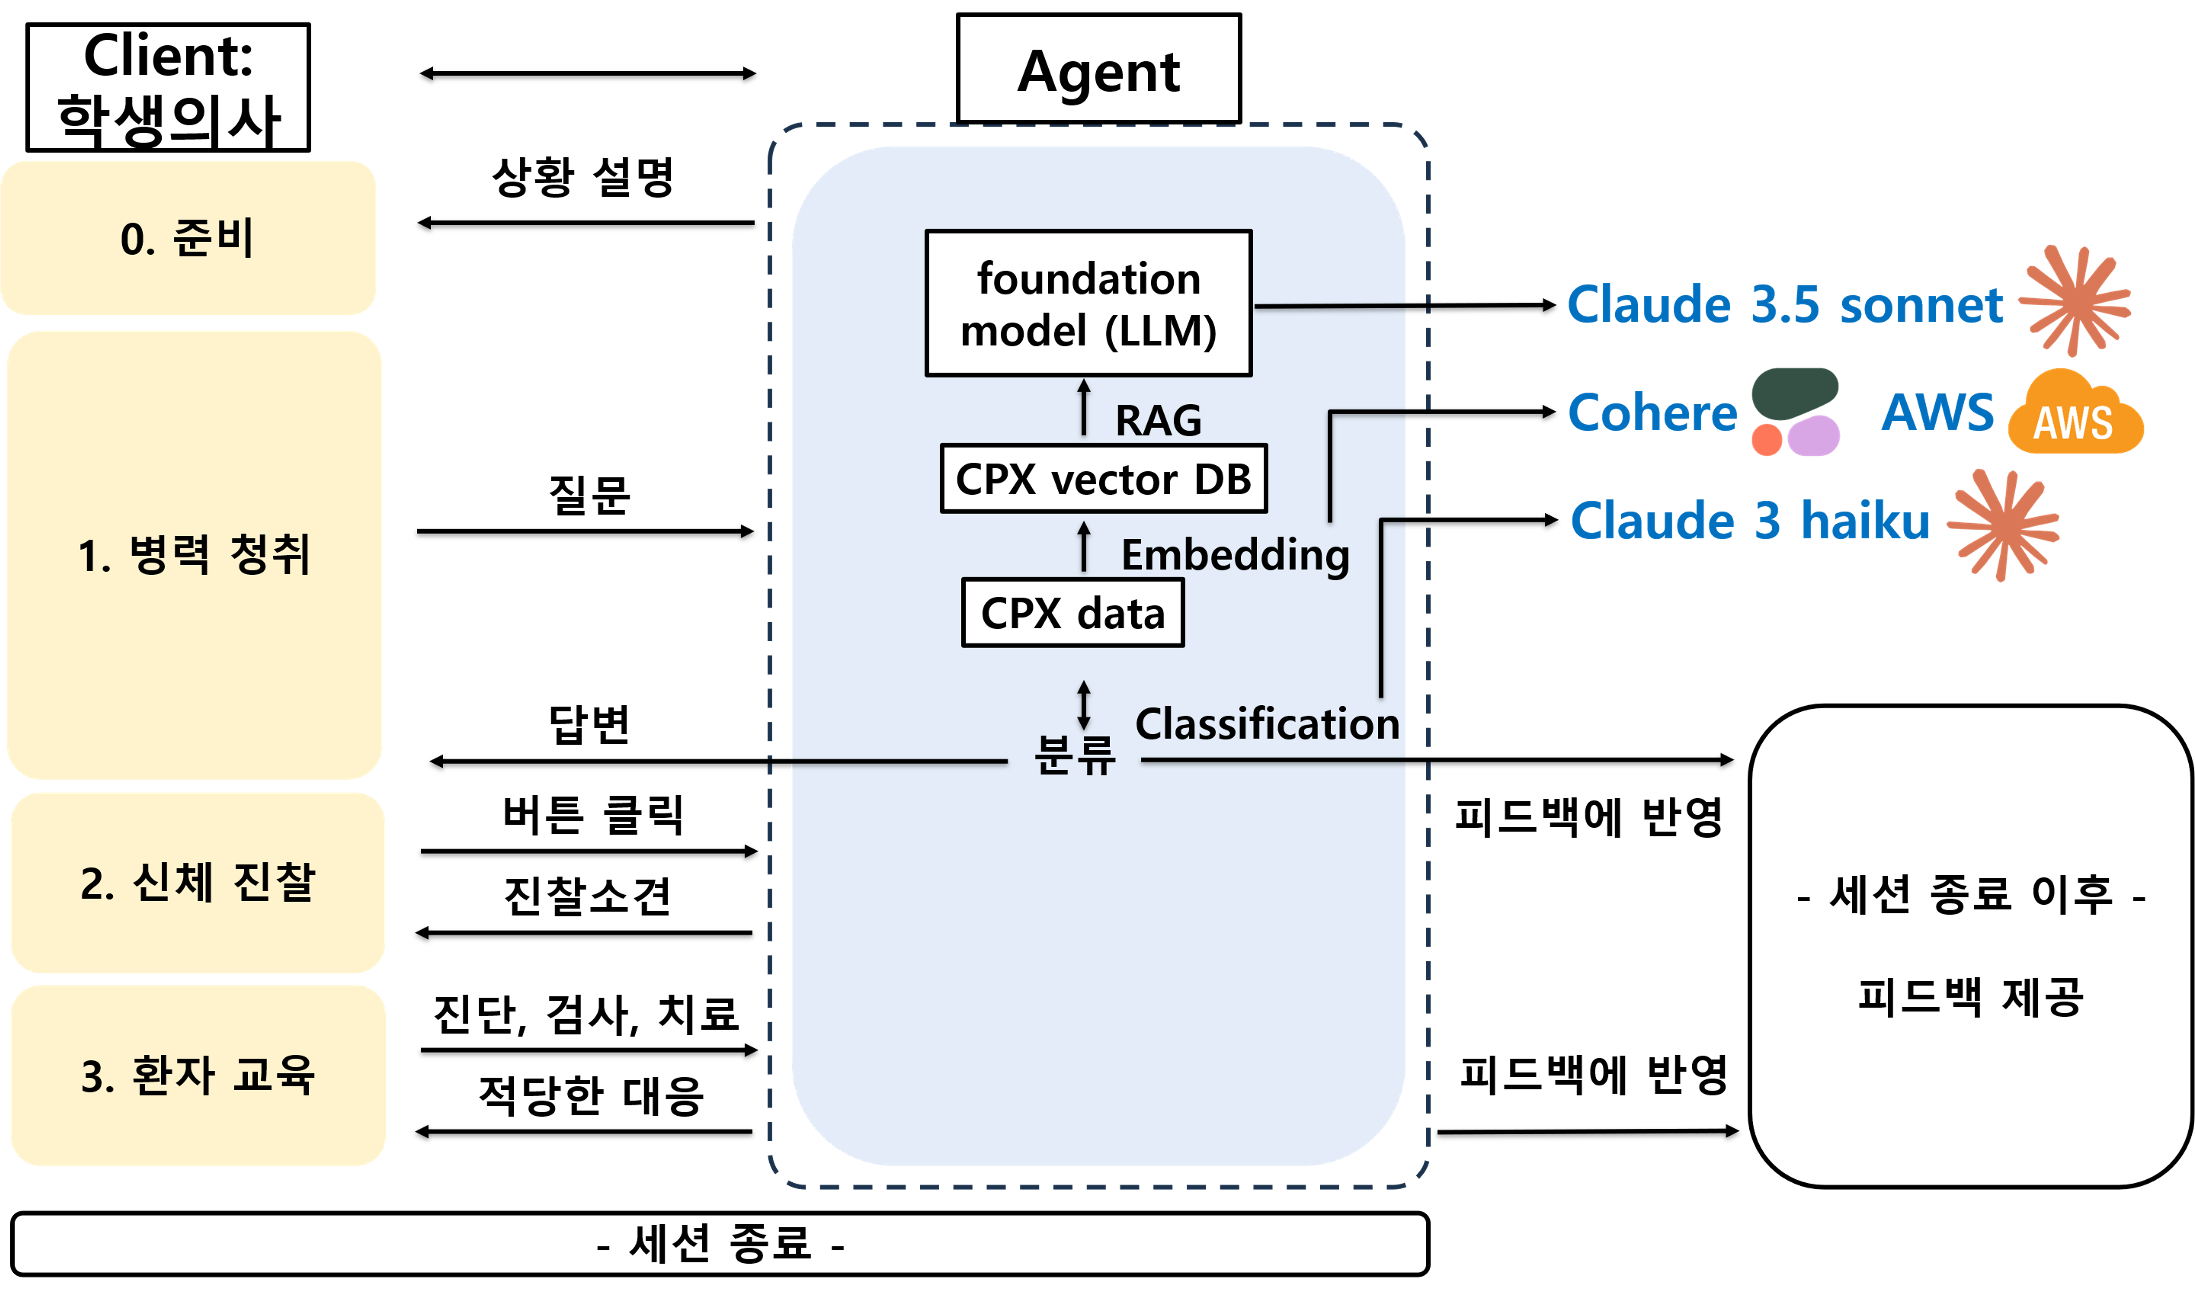 Client:
학생의사
Agent
상황 설명
0. 준비
foundation
model (LLM)
Claude 3.5 sonnet
RAG
Cohere
AWS
AWS
CPX vector DB
질문
1. 병력 청취
Embedding
Claude 3 haiku
CPX data
답변
Classification
분류
버튼 클릭
피드백에 반영
2. 신체 진찰
진찰소견
- 세션 종료 이후 -
피드백 제공
진단, 검사, 치료
3. 환자 교육
적당한 대응
피드백에 반영
- 세션 종료 -